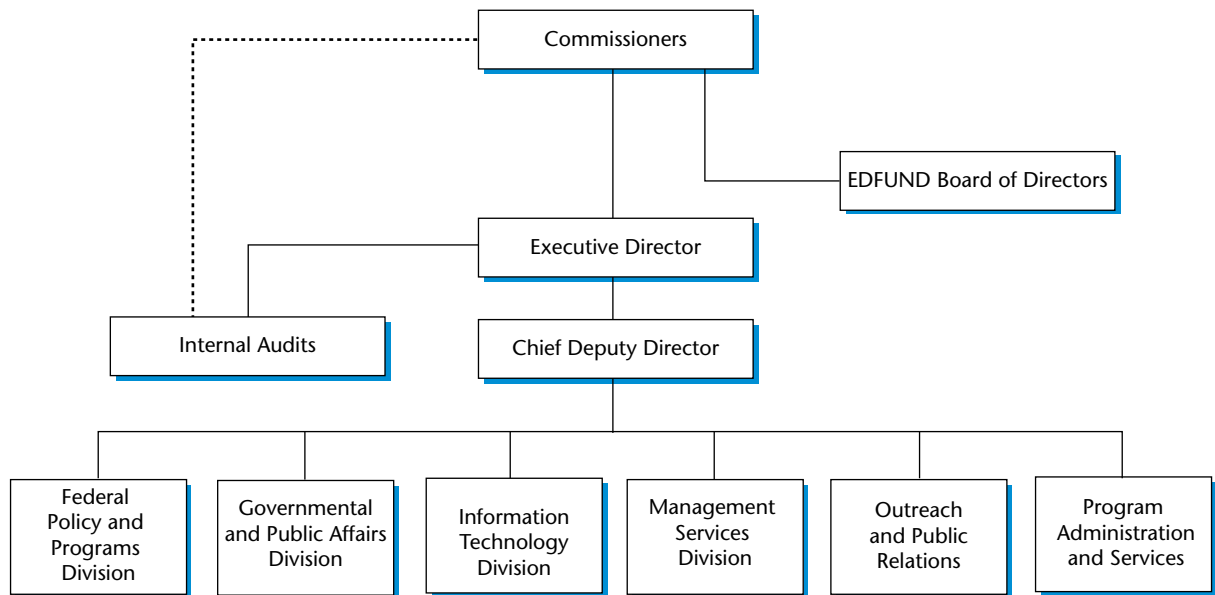 Commissioners
EDFUND Board of Directors
Executive Director
Internal Audits
Chief Deputy Director
Federal
Policy and
Programs
Division
Governmental
and Public Affairs
Division
Information
Technology
Division
Management
Services
Division
Outreach
and Public
Relations
Program
Administration
and Services